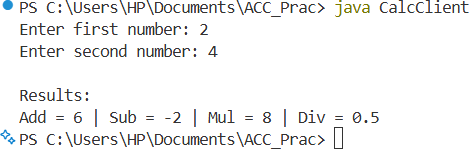 PS C:\Users\HP\Documents\ACC_Prac> java CalcClient
Enter first number: 2
Enter second number: 4
Results:
Add = 6 | Sub = -2 | Mul = 8 | Div = 0.5
PS C:\Users\HP\Documents\ACC_Prac>